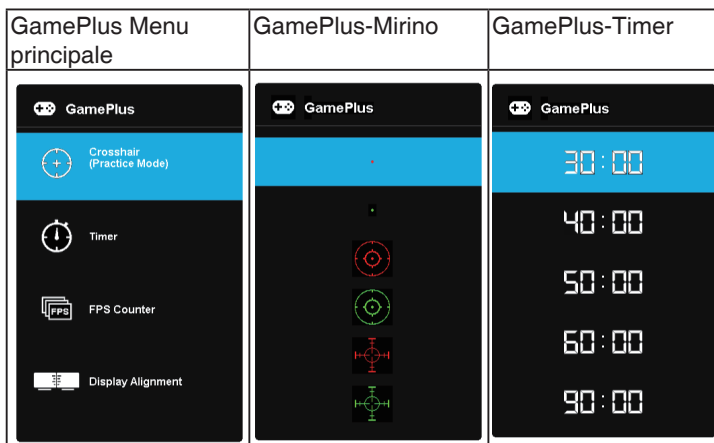 GamePlus Menu
principale
GamePlus-Mirino
GamePlus-Timer
GamePlus
Crosshair
(Practice Mode)
Timer
FPS
FPS Counter
Display Alignment
GamePlus
GamePlus
30:00
40:00
50:00
60:00
90:00